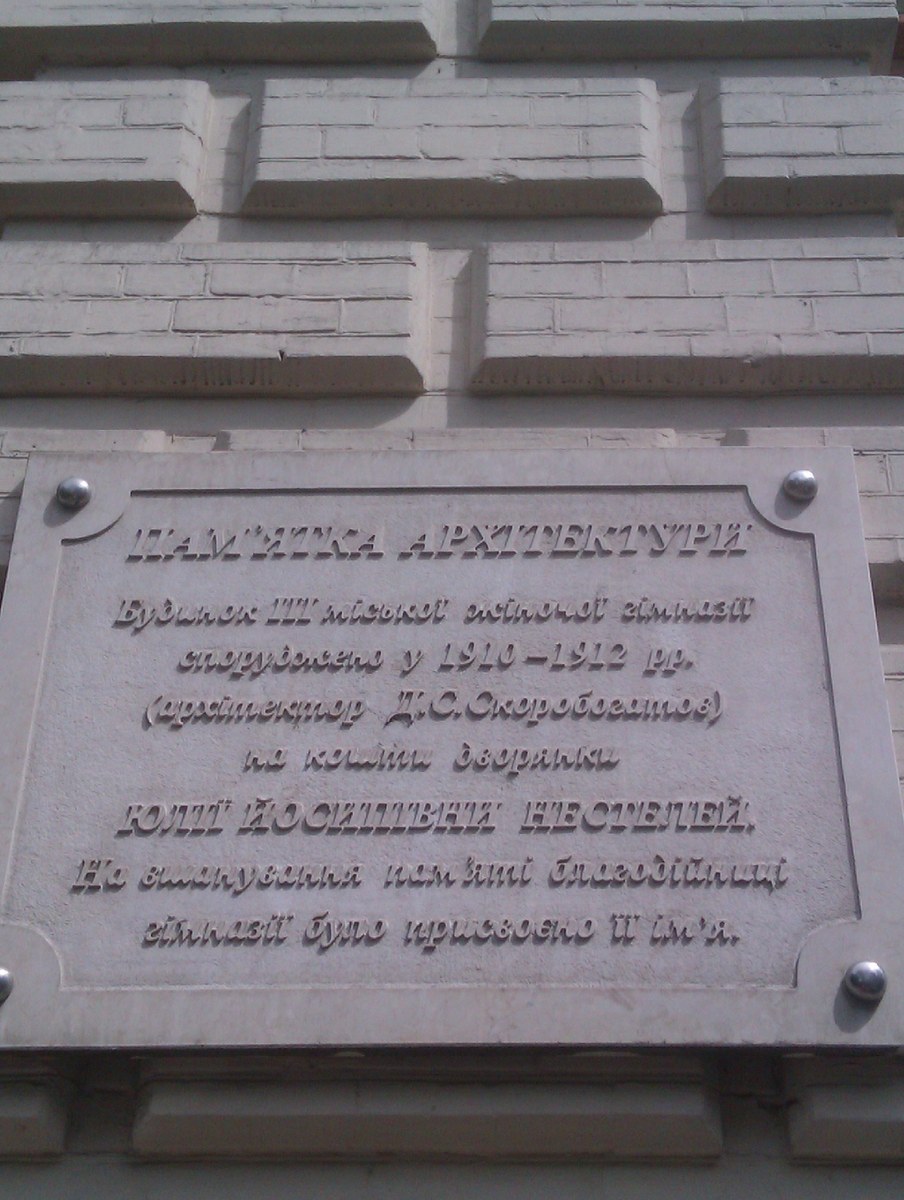 ПАМ'ЯТКА АРХІТЕКТУРИ
Будинок III міської жіночої гімназії
споруджено у 1910 – 1912 рр.
(архітектор Д.С.Скоробогатов)
на кошти дворянки
ЮЛІЇ ЙОСИПІВНИ НЕСТЕЛЕЙ.
На вшанування пам'яті благодійниці
гімназії було присвоєно її ім'я.